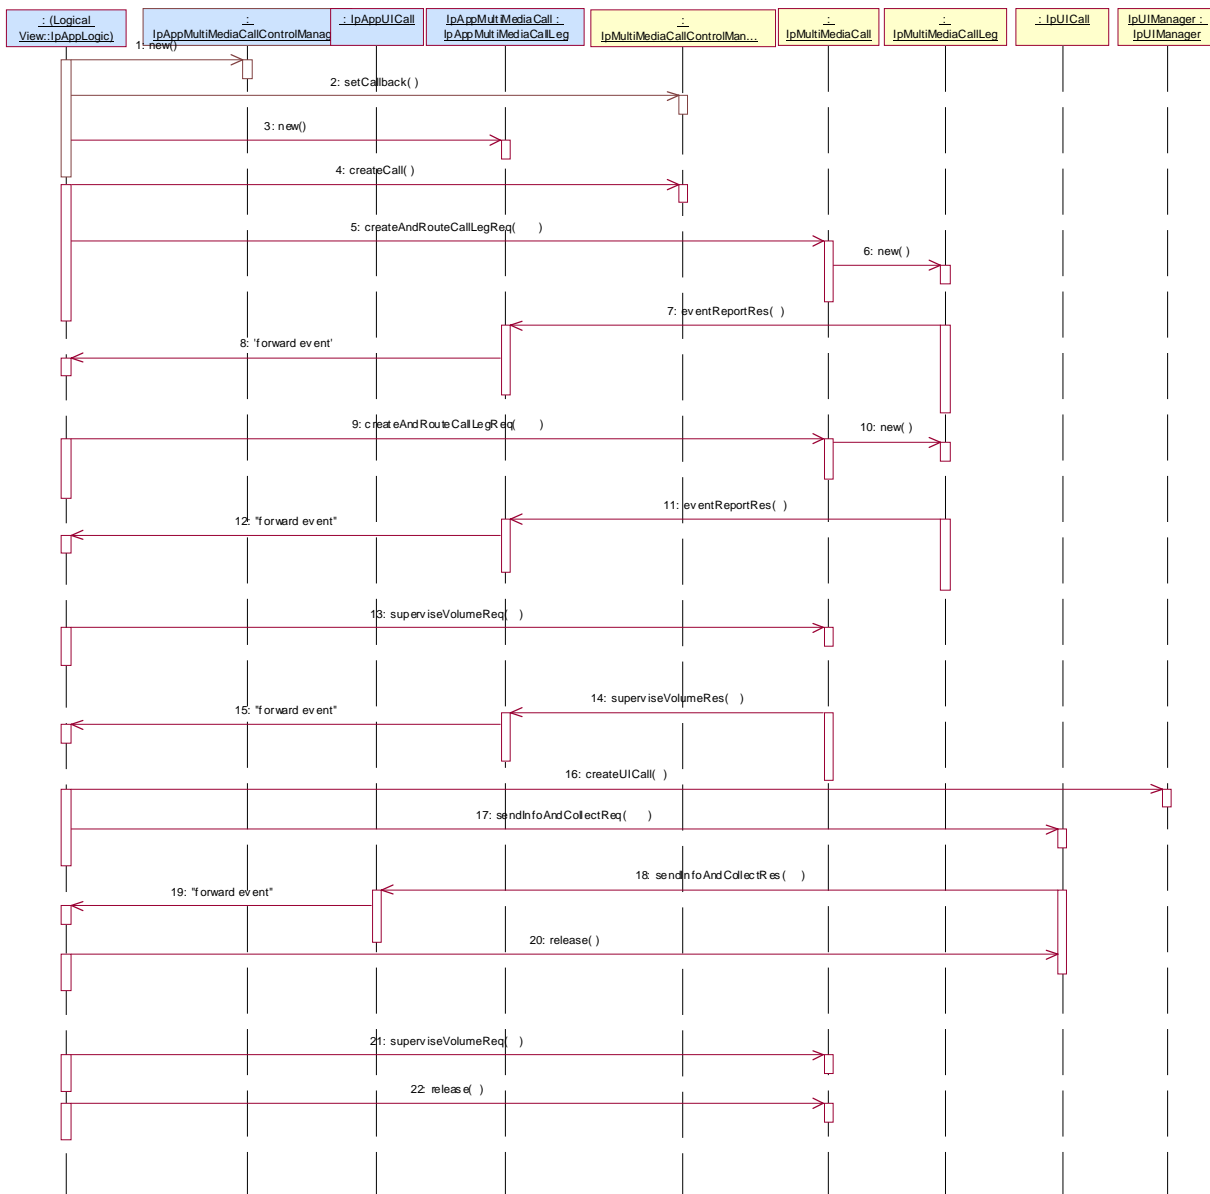 : (Logical
View::IpAppLogic)
:
IpAppMultiMediaCallControlManag
: IpAppUICall
IpAppMultiMediaCall :
IpAppMultiMediaCallLeg
:
IpMultiMediaCallControlMan...
:
IpMultiMediaCall
:
IpMultiMediaCallLeg
: IpUICall
IpUIManager :
IpUIManager
1: new()
2: setCallback( )
3: new()
4: createCall( )
5: createAndRouteCallLegReq( )
6: new( )
7: eventReportRes( )
8: 'forward event'
9: createAndRouteCallLegReq( )
10: new( )
11: eventReportRes( )
12: "forward event"
13: superviseVolumeReq( )
14: superviseVolumeRes( )
15: "forward event"
16: createUICall( )
17: sendInfoAndCollectReq( )
18: sendInfoAndCollectRes( )
19: "forward event"
20: release( )
21: superviseVolumeReq( )
22: release( )